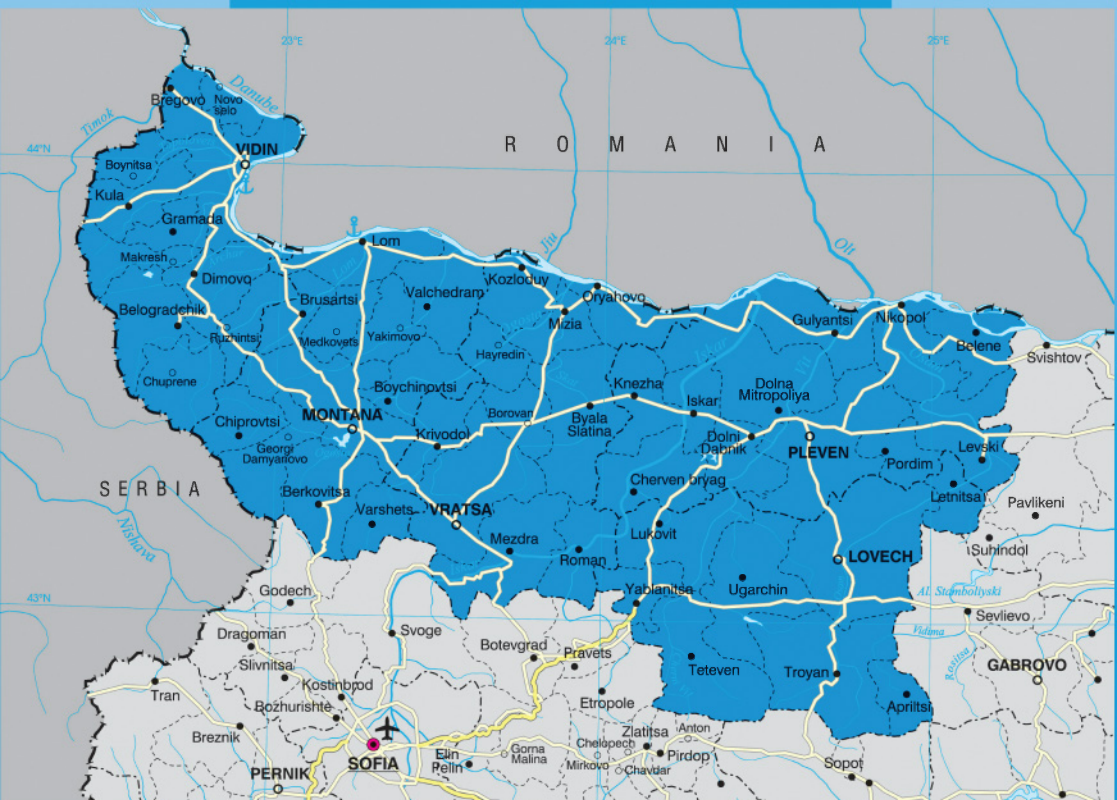 23°E
24°E
25°E
Danube
Bregovo
Novo
selo
Timok
ROMANIA
44°N
VIDIN
Boynitsa
Kula
Gramada
Lom
Jiu
Olt
Makresh
Dimovo
Kozloduy
Brusartsi
Valchedram
Oryahovo
Belogradchik
Mizia
Gulyantsi
Nikopol
Ruzhintsi
Medkovets
Yakimovo
Hayredin
Iskar
Vit
Belene
Svishtov
Chuprene
Boychinovtsi
Knezha
Dolna
Mitropoliya
MONTANA
Borovan
Byala
Slatina
Iskar
Chiprovtsi
Krivodol
Dolni
Dabnik
PLEVEN
Levski
Georgi
Damyanovo
Pordim
SERBIA
Berkovitsa
Cherven bryag
Letnitsa
Pavlikeni
Varshets
VRATSA
Nishava
Lukovit
Mezdra
Roman
LOVECH
Suhindol
43°N
Godech
Yablanitsa
Ugarchin
Al. Stamboliyski
Sevlievo
Dragoman
Svoge
Vidima
Botevgrad
Pravets
Slivnitsa
Teteven
Troyan
Rositsa
GABROVO
Tran
Kostinbrod
Etropole
Apriltsi
Bozhurishte
Breznik
Zlatitsa
Anton
Chelopech
Pirdop
SOFIA
Elin
Pelin
Gorna
Malina
Mirkovo
Chavdar
Sopot
PERNIK